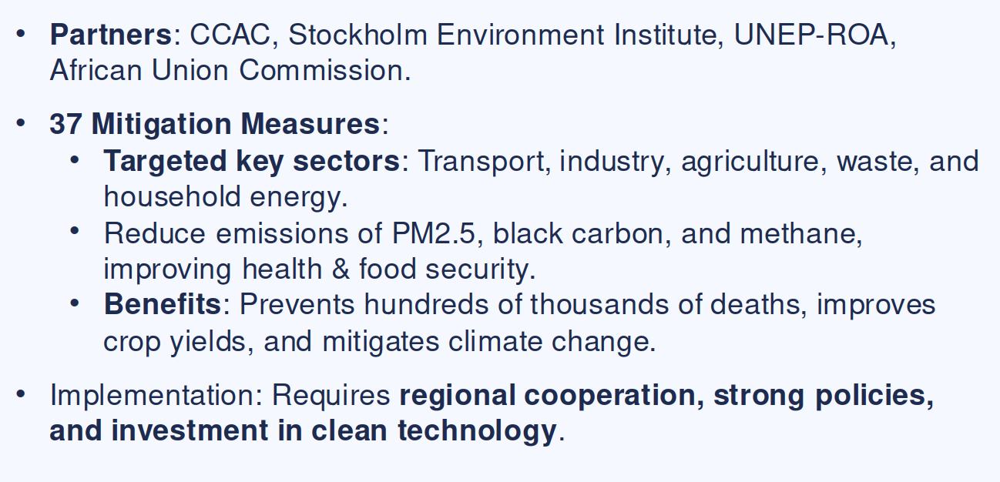 • Partners: CCAC, Stockholm Environment Institute, UNEP-ROA,
African Union Commission.
• 37 Mitigation Measures:
• Targeted key sectors: Transport, industry, agriculture, waste, and
household energy.
• Reduce emissions of PM2.5, black carbon, and methane,
improving health & food security.
• Benefits: Prevents hundreds of thousands of deaths, improves
crop yields, and mitigates climate change.
• Implementation: Requires regional cooperation, strong policies,
and investment in clean technology.